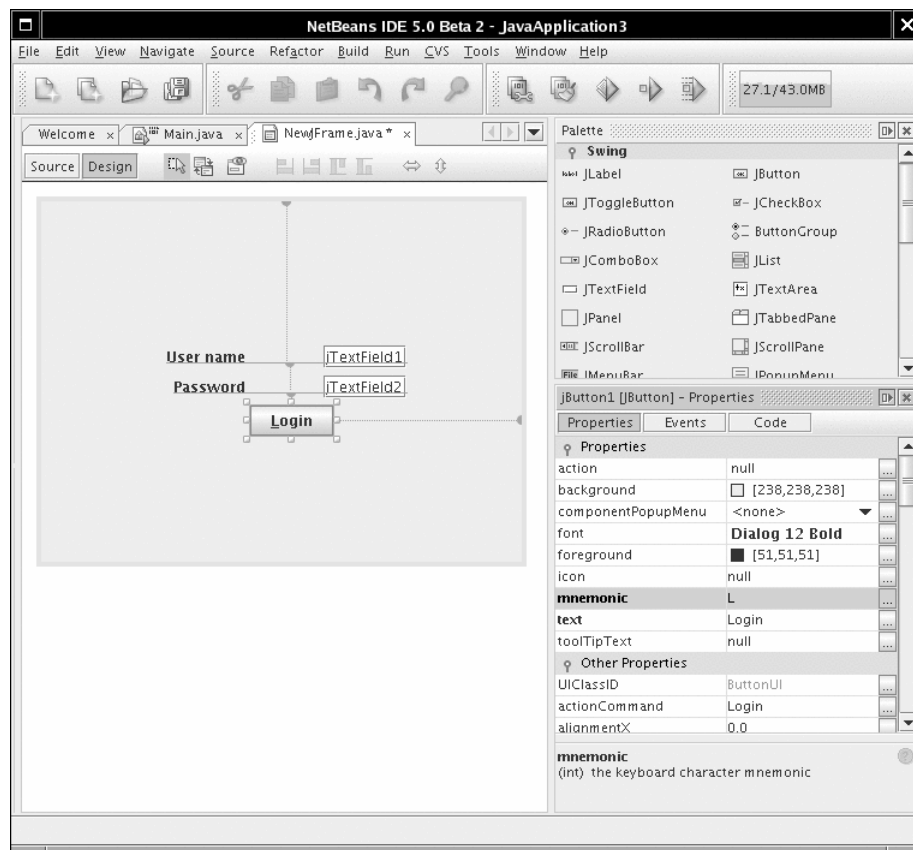 NetBeans IDE 5.0 Beta 2 - JavaApplication3
File Edit View Navigate Source Refactor Build Run CVS Tools Window Help
27.1/43.0MB
Welcome x Main.java x NewJFrame.java * x
Source Design
User name jTextField1
Password jTextField2
Login
Palette
Swing
JLabel JButton
JToggleButton JCheckBox
JRadioButton ButtonGroup
JComboBox JList
JTextField JTextArea
JPanel JTabbedPane
JScrollBar JScrollPane
JMenuBar JPopupMenu
jButton1 [JButton] - Properties
Properties Events Code
Properties
action null ...
background [238,238,238] ...
componentPopupMenu <none> ...
font Dialog 12 Bold ...
foreground [51,51,51] ...
icon null ...
mnemonic L ...
text Login ...
toolTipText null ...
Other Properties
UIClassID ButtonUI ...
actionCommand Login ...
alignmentX 0.0 ...
mnemonic
(int) the keyboard character mnemonic